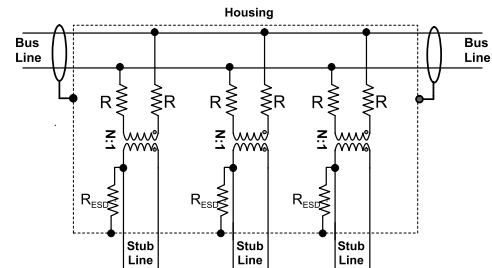 Housing
Bus Line
Bus Line
R R R R R R
N:1 N:1 N:1
RESD RESD RESD
Stub Line
Stub Line
Stub Line